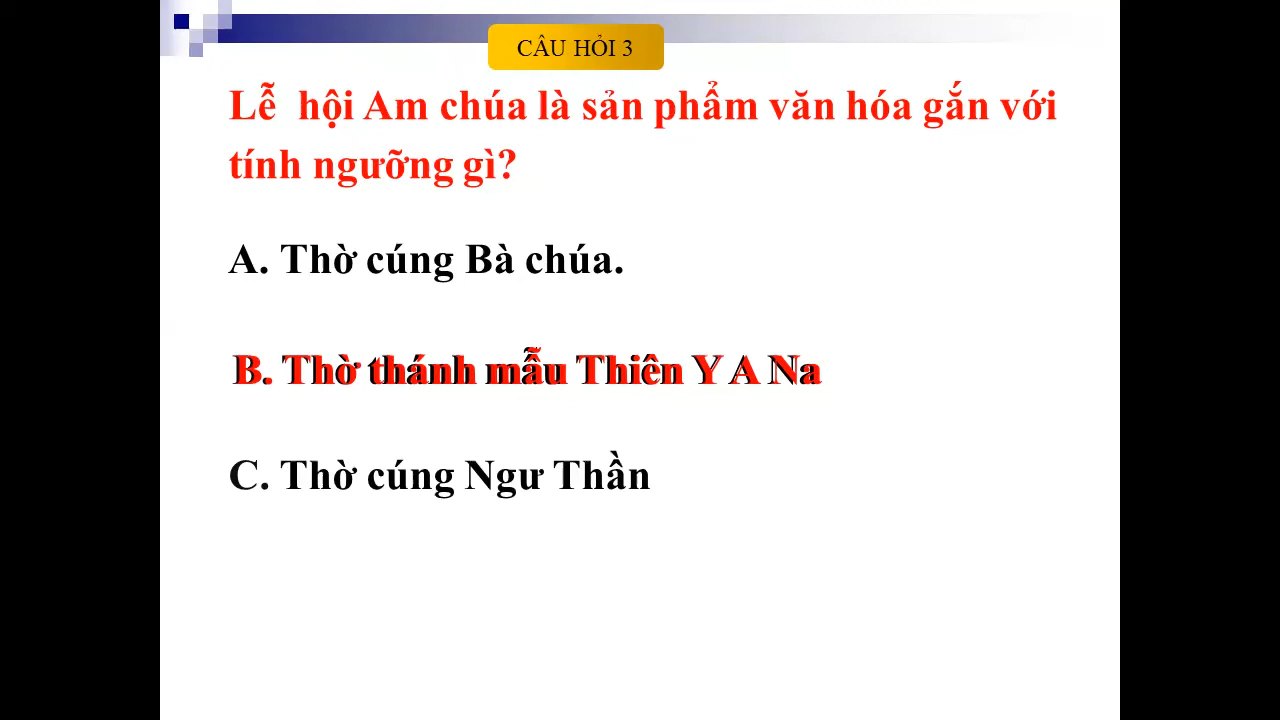 CÂU HỎI 3
Lễ hội Am chúa là sản phẩm văn hóa gắn với
tính ngưỡng gì?
A. Thờ cúng Bà chúa.
B. Thờ thánh mẫu Thiên Y A Na
C. Thờ cúng Ngư Thần